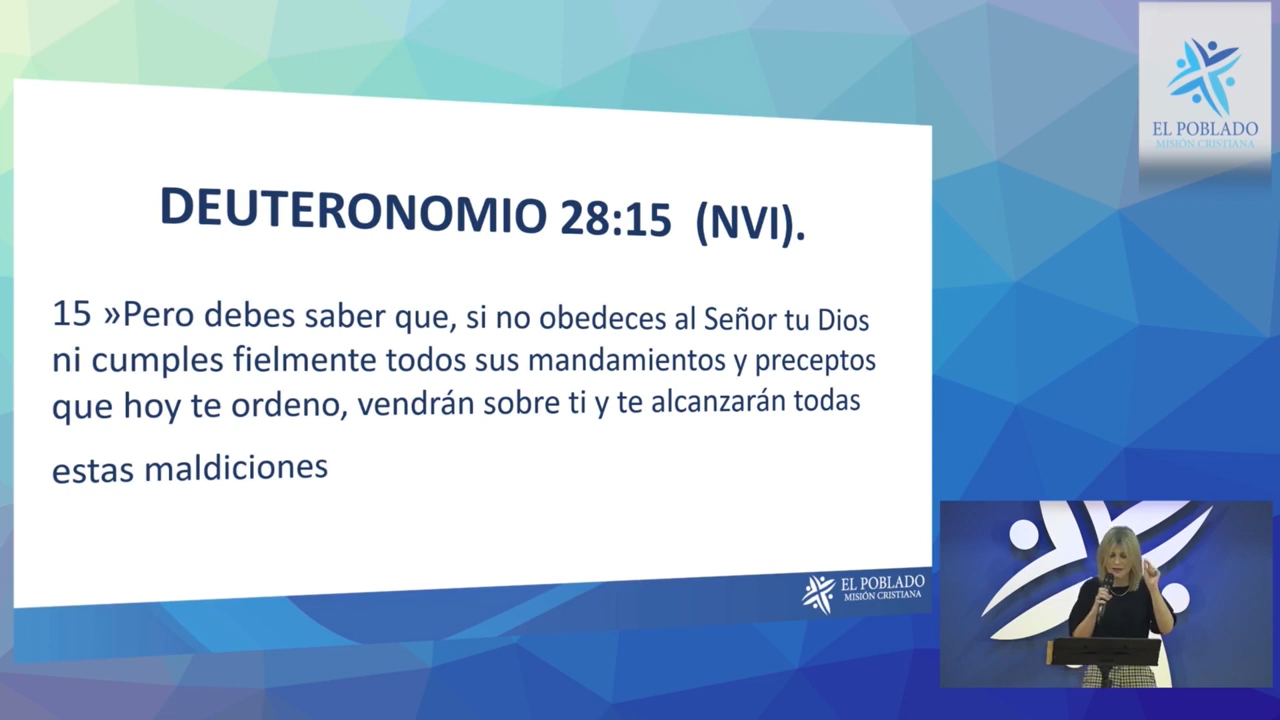 EL POBLADO
MISIÓN CRISTIANA
DEUTERONOMIO 28:15 (NVI).
15 »Pero debes saber que, si no obedeces al Señor tu Dios
ni cumples fielmente todos sus mandamientos y preceptos
que hoy te ordeno, vendrán sobre ti y te alcanzarán todas
estas maldiciones
EL POBLADO
MISIÓN CRISTIANA